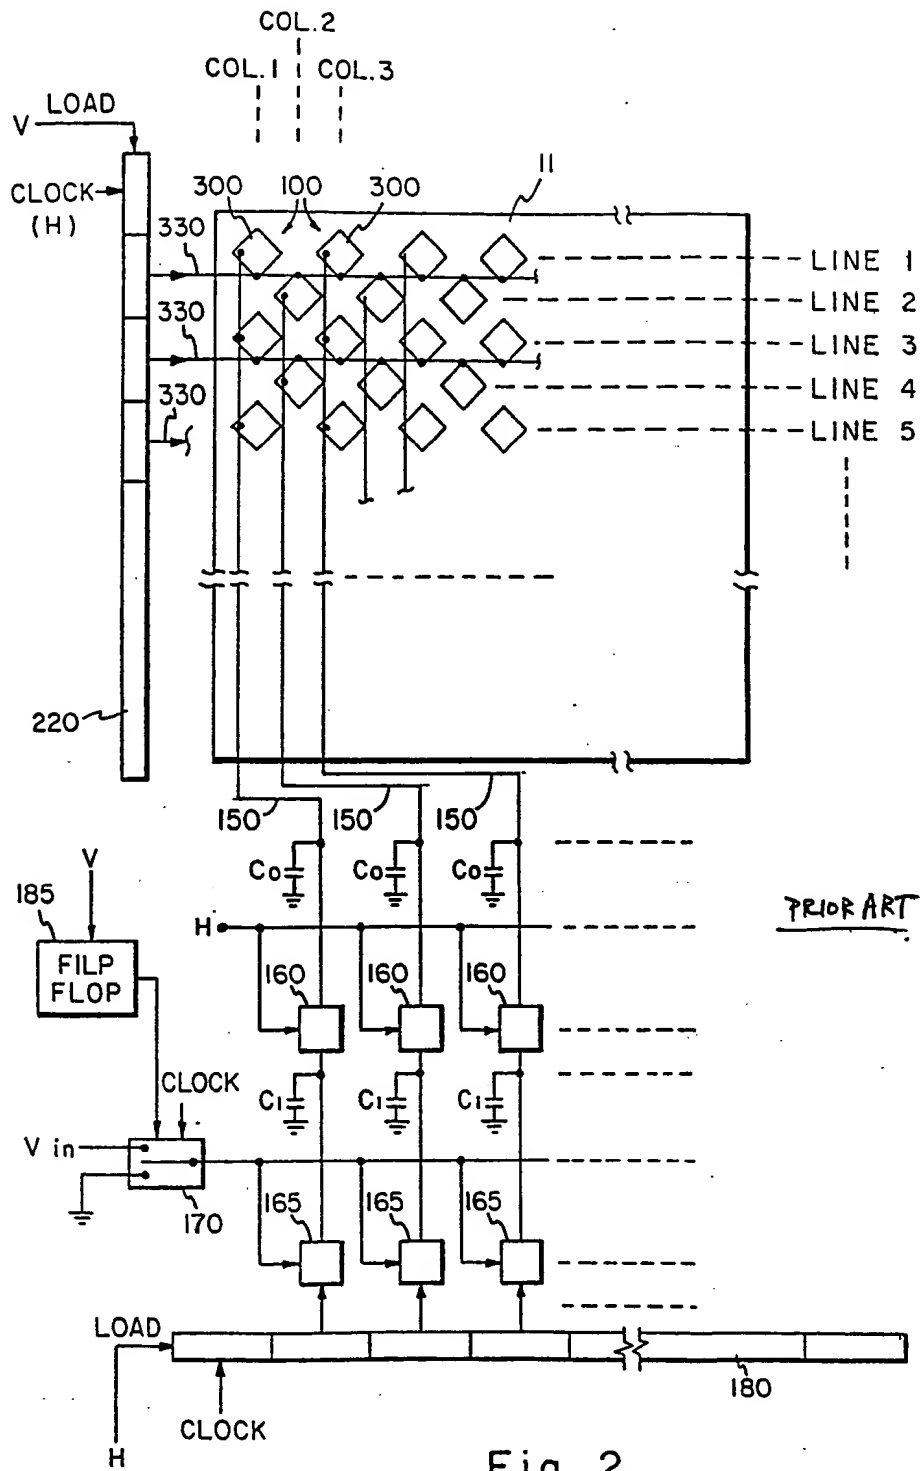 COL.2
COL.1 COL.3
LOAD
V
CLOCK
(H)
300 100 300 11
330
LINE 1
LINE 2
330
LINE 3
LINE 4
330
LINE 5
220
150 150 150
Co Co Co
V
185
H
PRIOR ART
FILP
FLOP
160 160 160
CLOCK
C1 C1 C1
V in
170
165 165 165
LOAD
180
CLOCK
H
Fig. 2